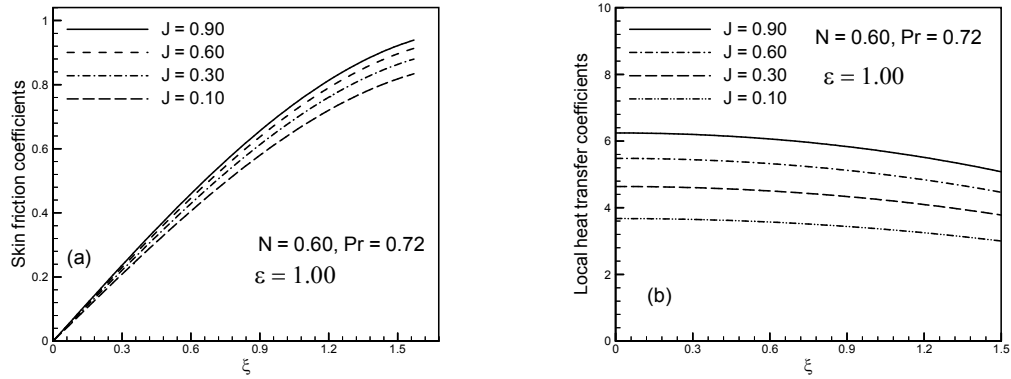 Skin friction coefficients
1
0.8
0.6
0.4
0.2
0
J = 0.90
J = 0.60
J = 0.30
J = 0.10
(a)
N = 0.60, Pr = 0.72
ε = 1.00
0
0.3
0.6
0.9
1.2
1.5
ξ
Local heat transfer coefficients
10
8
6
4
2
0
J = 0.90
J = 0.60
J = 0.30
J = 0.10
N = 0.60, Pr = 0.72
ε = 1.00
(b)
0
0.3
0.6
0.9
1.2
1.5
ξ